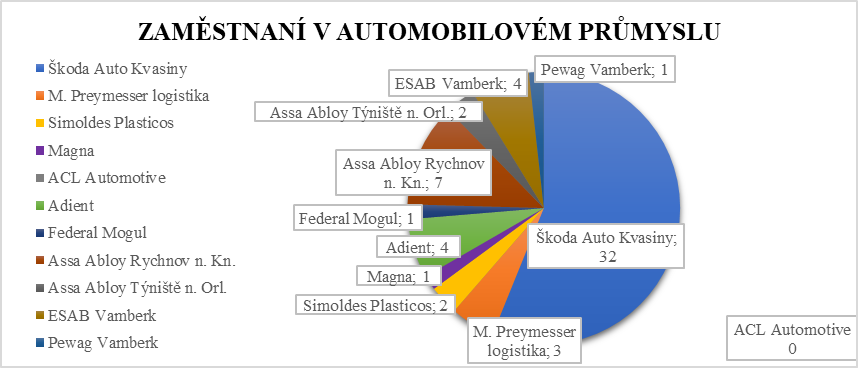 ZAMĚSTNANÍ V AUTOMOBILOVÉM PRŮMYSLU
Škoda Auto Kvasiny
M. Preymesser logistika
Simoldes Plasticos
Magna
ACL Automotive
Adient
Federal Mogul
Assa Abloy Rychnov n. Kn.
Assa Abloy Týniště n. Orl.
ESAB Vamberk
Pewag Vamberk
Pewag Vamberk; 1
ESAB Vamberk; 4
Assa Abloy Týniště n. Orl.; 2
Assa Abloy Rychnov
n. Kn.; 7
Federal Mogul; 1
Adient; 4
Magna; 1
Simoldes Plasticos; 2
M. Preymesser
logistika; 3
Škoda Auto Kvasiny;
32
ACL Automotive
0